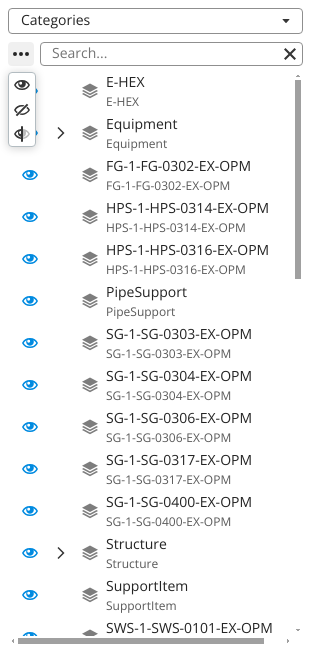 Categories
Search...
E-HEX
E-HEX
Equipment
Equipment
FG-1-FG-0302-EX-OPM
FG-1-FG-0302-EX-OPM
HPS-1-HPS-0314-EX-OPM
HPS-1-HPS-0314-EX-OPM
HPS-1-HPS-0316-EX-OPM
HPS-1-HPS-0316-EX-OPM
PipeSupport
PipeSupport
SG-1-SG-0303-EX-OPM
SG-1-SG-0303-EX-OPM
SG-1-SG-0304-EX-OPM
SG-1-SG-0304-EX-OPM
SG-1-SG-0306-EX-OPM
SG-1-SG-0306-EX-OPM
SG-1-SG-0317-EX-OPM
SG-1-SG-0317-EX-OPM
SG-1-SG-0400-EX-OPM
SG-1-SG-0400-EX-OPM
Structure
Structure
SupportItem
SupportItem
SWS-1-SWS-0101-EX-OPM